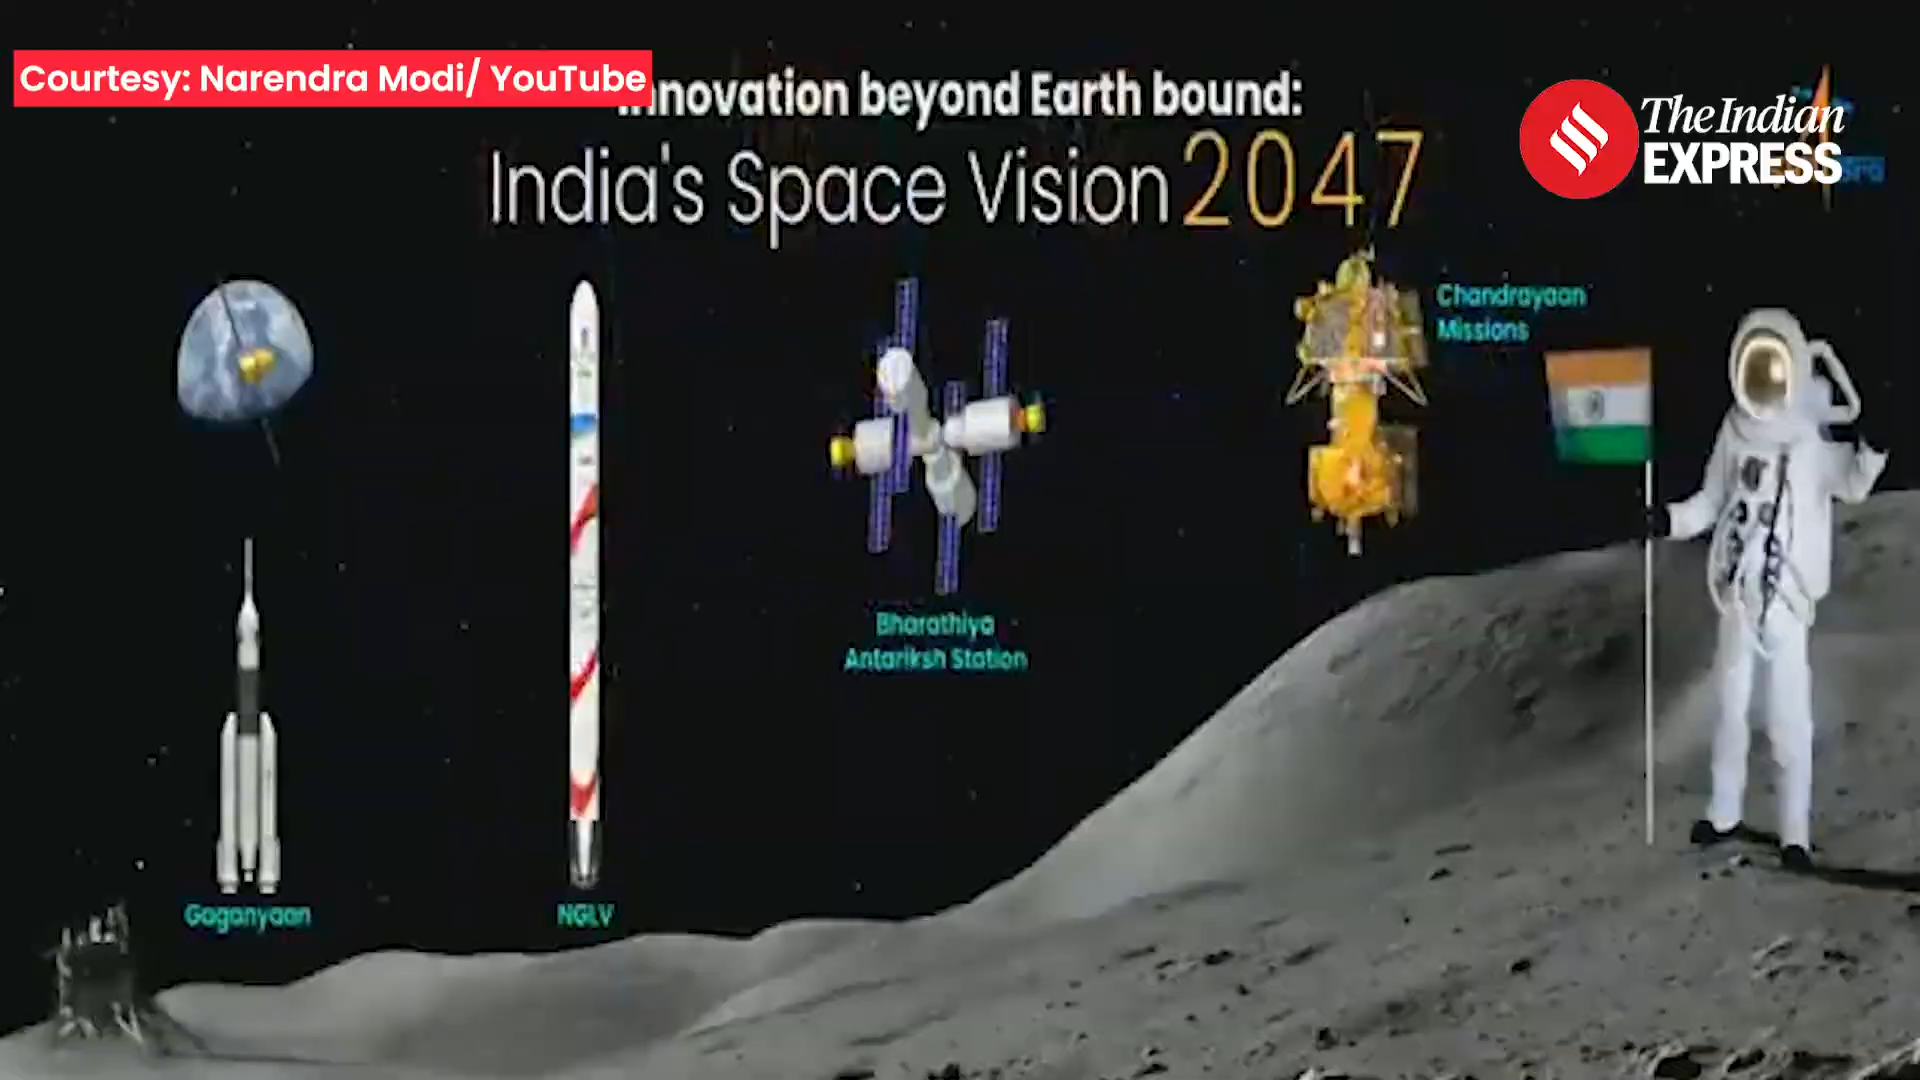 Courtesy: Narendra Modi/ YouTube
Innovation beyond Earth bound:
India's Space Vision 2047
The Indian
EXPRESS
Chandrayaan
Missions
Bharathiya
Antariksh Station
Gaganyaan
NGLV